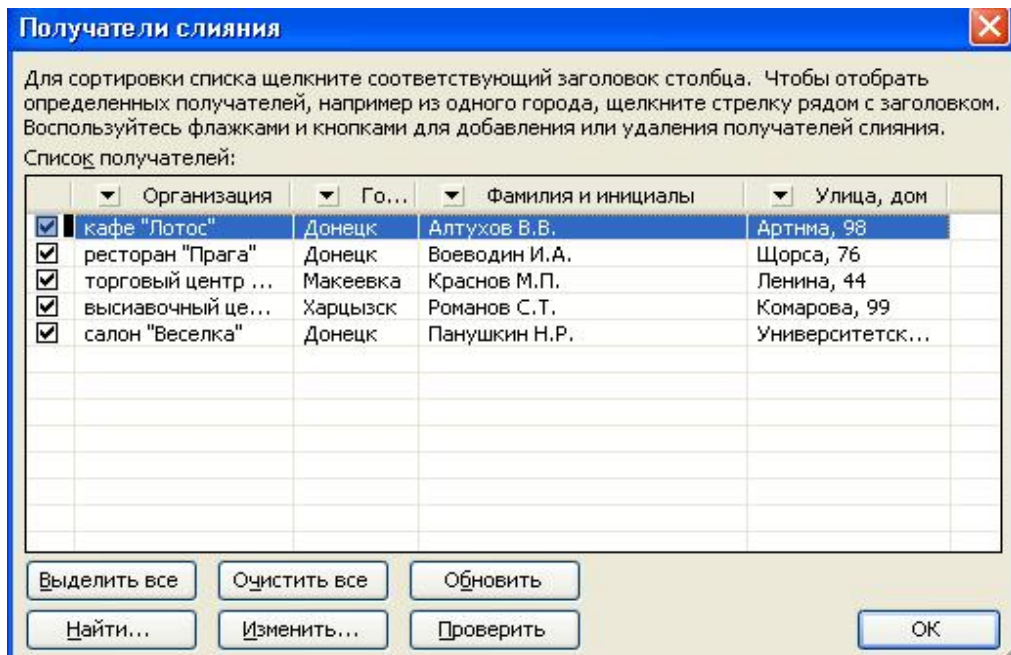 Получатели слияния
Для сортировки списка щелкните соответствующий заголовок столбца. Чтобы отобрать
определенных получателей, например из одного города, щелкните стрелку рядом с заголовком.
Воспользуйтесь флажками и кнопками для добавления или удаления получателей слияния.
Список получателей:
Организация Го... Фамилия и инициалы Улица, дом
кафе "Лотос" Донецк Алтухов В.В. Артнма, 98
ресторан "Прага" Донецк Воеводин И.А. Щорса, 76
торговый центр ... Макеевка Краснов М.П. Ленина, 44
высиавочный це... Харцызск Романов С.Т. Комарова, 99
салон "Веселка" Донецк Панушкин Н.Р. Университетск...
Выделить все Очистить все Обновить
Найти... Изменить... Проверить ОК